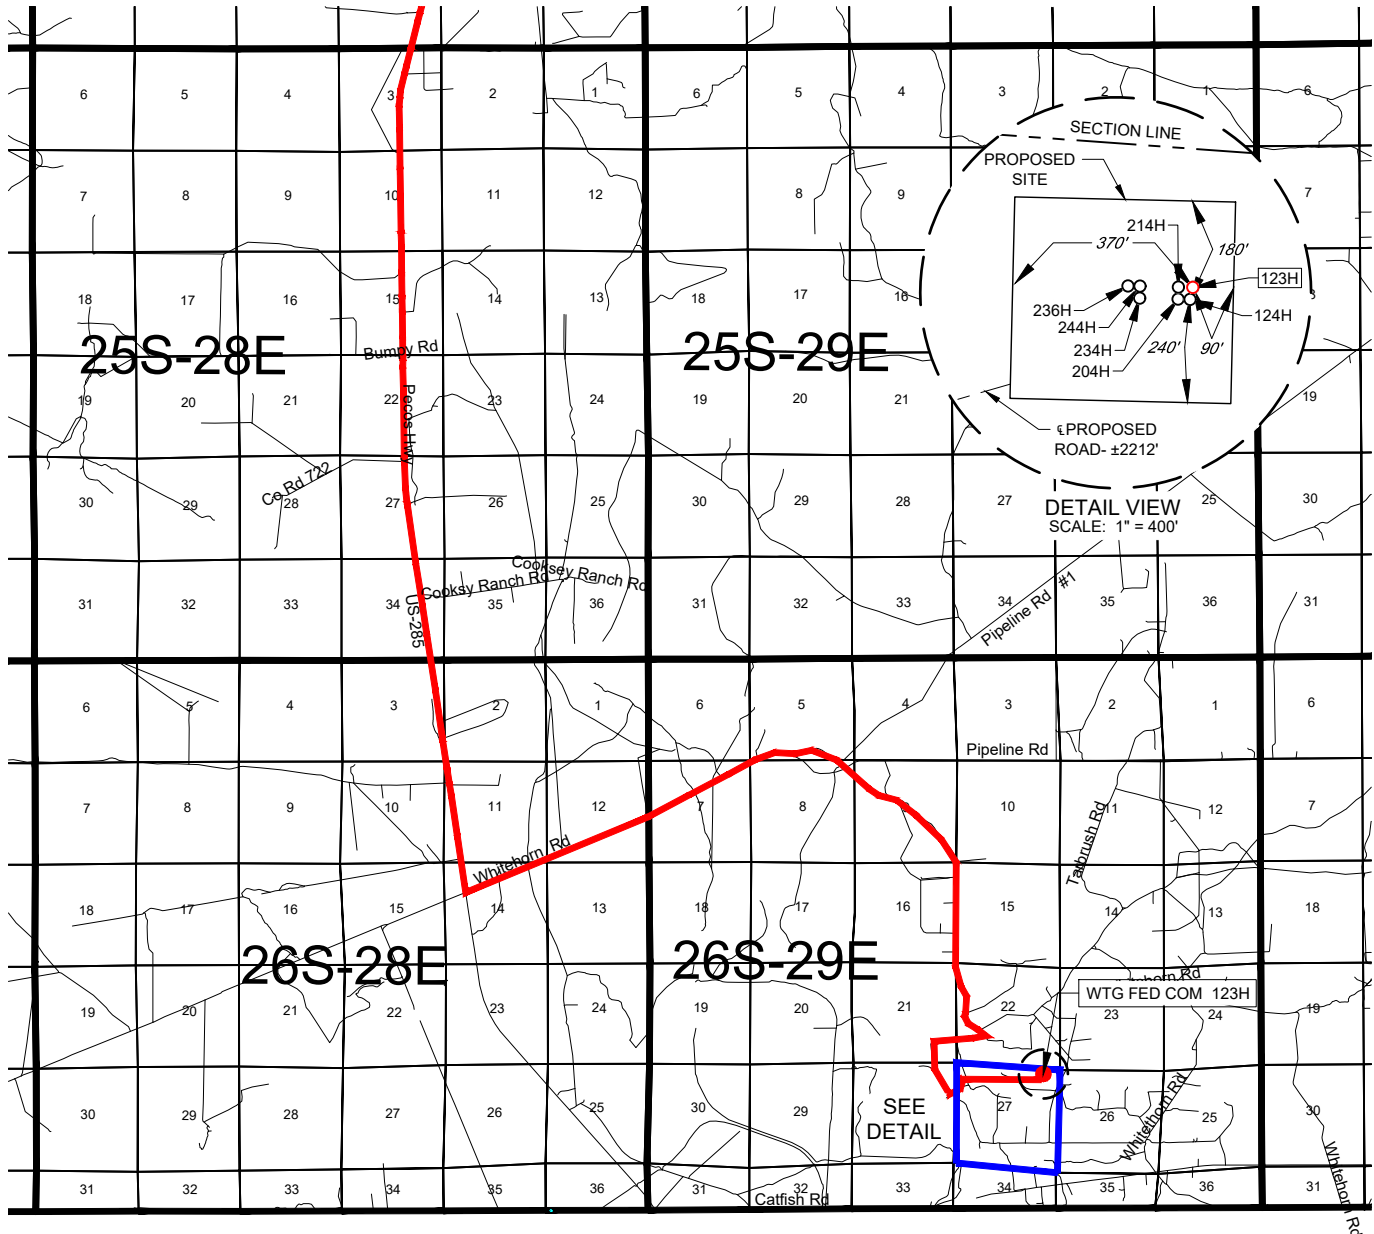 6 5 4 3 2 1 6 5 4 3 2 1 6
SECTION LINE
PROPOSED
SITE
7 8 9 10 11 12 8 9 7
214H
370'
180'
123H
18 17 16 15 14 13 18 17 16
236H
244H
124H
234H
240'
90'
204H
25S-28E
Bumpy Rd
25S-29E
19 20 21 22 23 24 19 20 21 19
Pecos Hwy
℄PROPOSED
ROAD- ±2212'
Co Rd 722
30 29 28 27 26 25 30 29 28 27 25 30
DETAIL VIEW
SCALE: 1" = 400'
Cooksey Ranch Rd
Cooksy Ranch Rd
31 32 33 34 35 36 31 32 33 34 35 36 31
US-285
Pipeline Rd #1
6 5 4 3 2 1 6 5 4 3 2 1 6
Pipeline Rd
7 8 9 10 11 12 7 8 9 10 11 12 7
Whitehorn Rd
Tarbrush Rd
18 17 16 15 14 13 18 17 16 15 14 13 18
26S-28E
26S-29E
WTG FED COM 123H
19 20 21 22 23 24 19 20 21 22 23 24 19
30 29 28 27 26 25 30 29 27 26 25 30
SEE
DETAIL
Whitethorn Rd
Whitehorn Rd
31 32 33 34 35 36 31 32 33 34 35 36 31
Catfish Rd